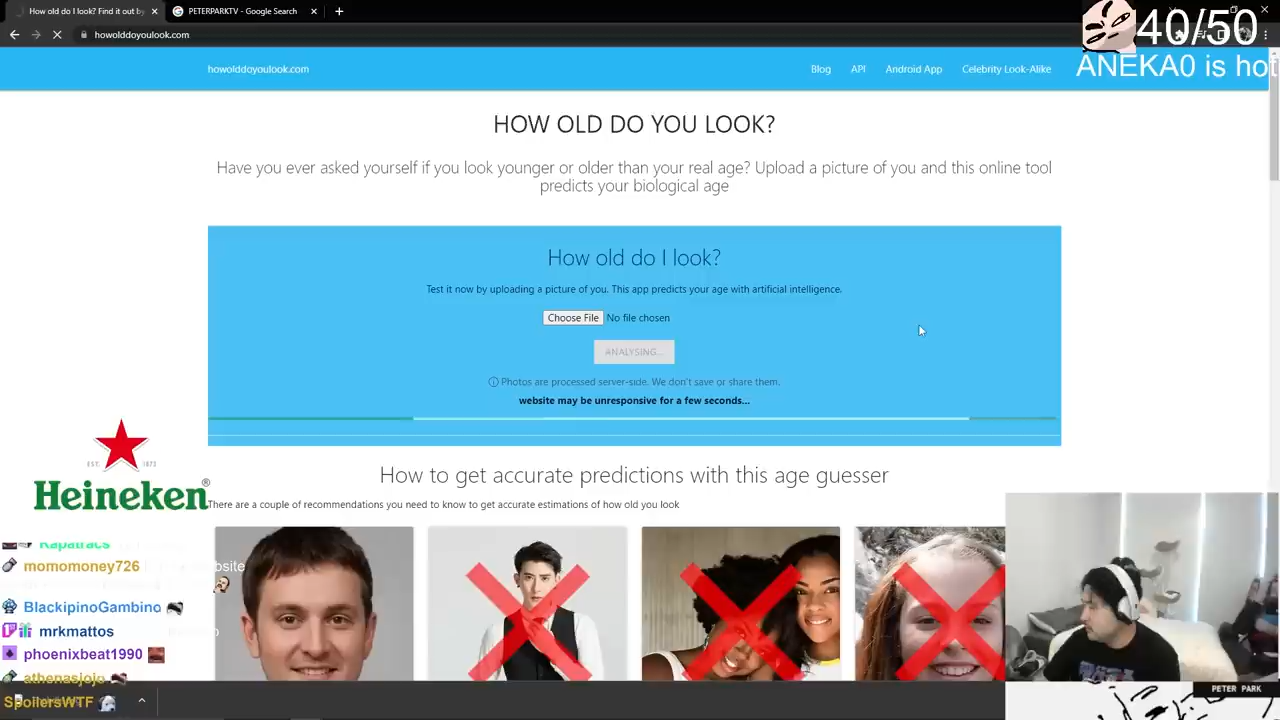 How old do I look? Find it out by
PETERPARKTV - Google Search
howolddoyoulook.com
40/50
ANEKA0 is hot
howolddoyoulook.com
Blog
API
Android App
Celebrity Look-Alike
HOW OLD DO YOU LOOK?
Have you ever asked yourself if you look younger or older than your real age? Upload a picture of you and this online tool
predicts your biological age
How old do I look?
Test it now by uploading a picture of you. This app predicts your age with artificial intelligence.
Choose File No file chosen
ANALYSING...
Photos are processed server-side. We don't save or share them.
website may be unresponsive for a few seconds...
How to get accurate predictions with this age guesser
There are a couple of recommendations you need to know to get accurate estimations of how old you look
EST. 1873
Heineken®
Kapatracs
momomoney726
BlackipinoGambino
mrkmattos
phoenixbeat1990
athenasjojo
SpoilersWTF
PETER PARK